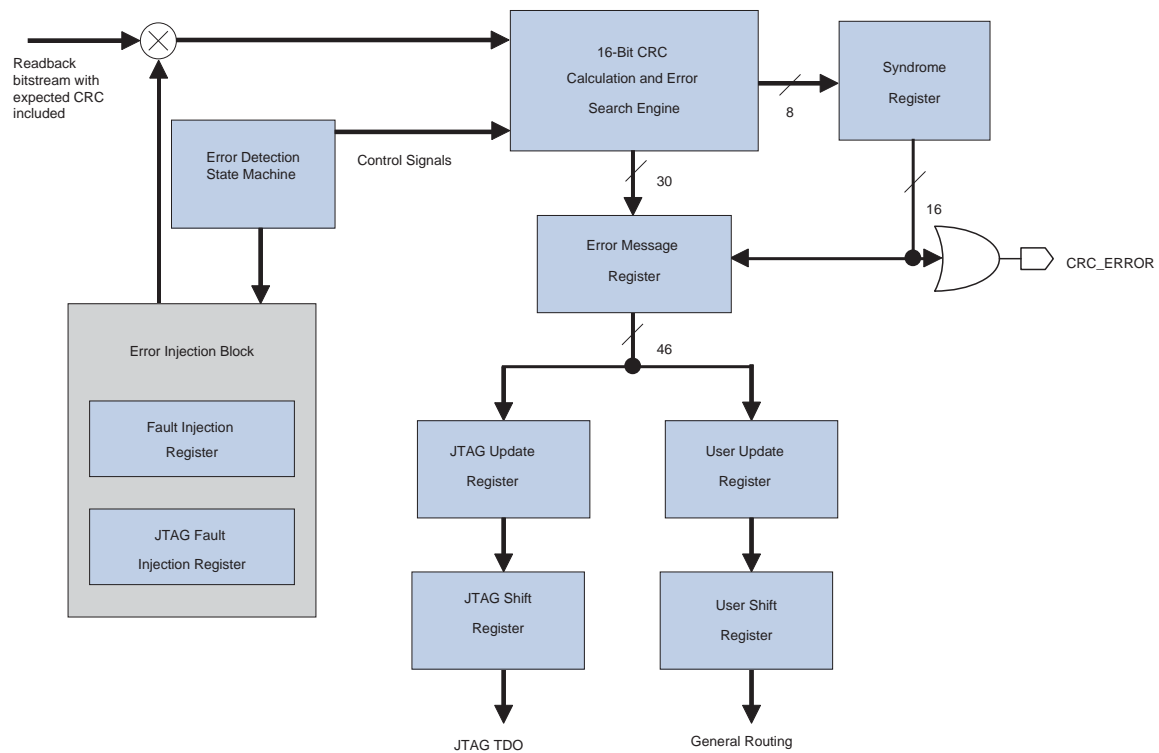 Readback
bitstream with
expected CRC
included
16-Bit CRC
Calculation and Error
Search Engine
8
Syndrome
Register
Error Detection
State Machine
Control Signals
30
16
Error Message
Register
CRC_ERROR
46
Error Injection Block
Fault Injection
Register
JTAG Fault
Injection Register
JTAG Update
Register
User Update
Register
JTAG Shift
Register
User Shift
Register
JTAG TDO
General Routing